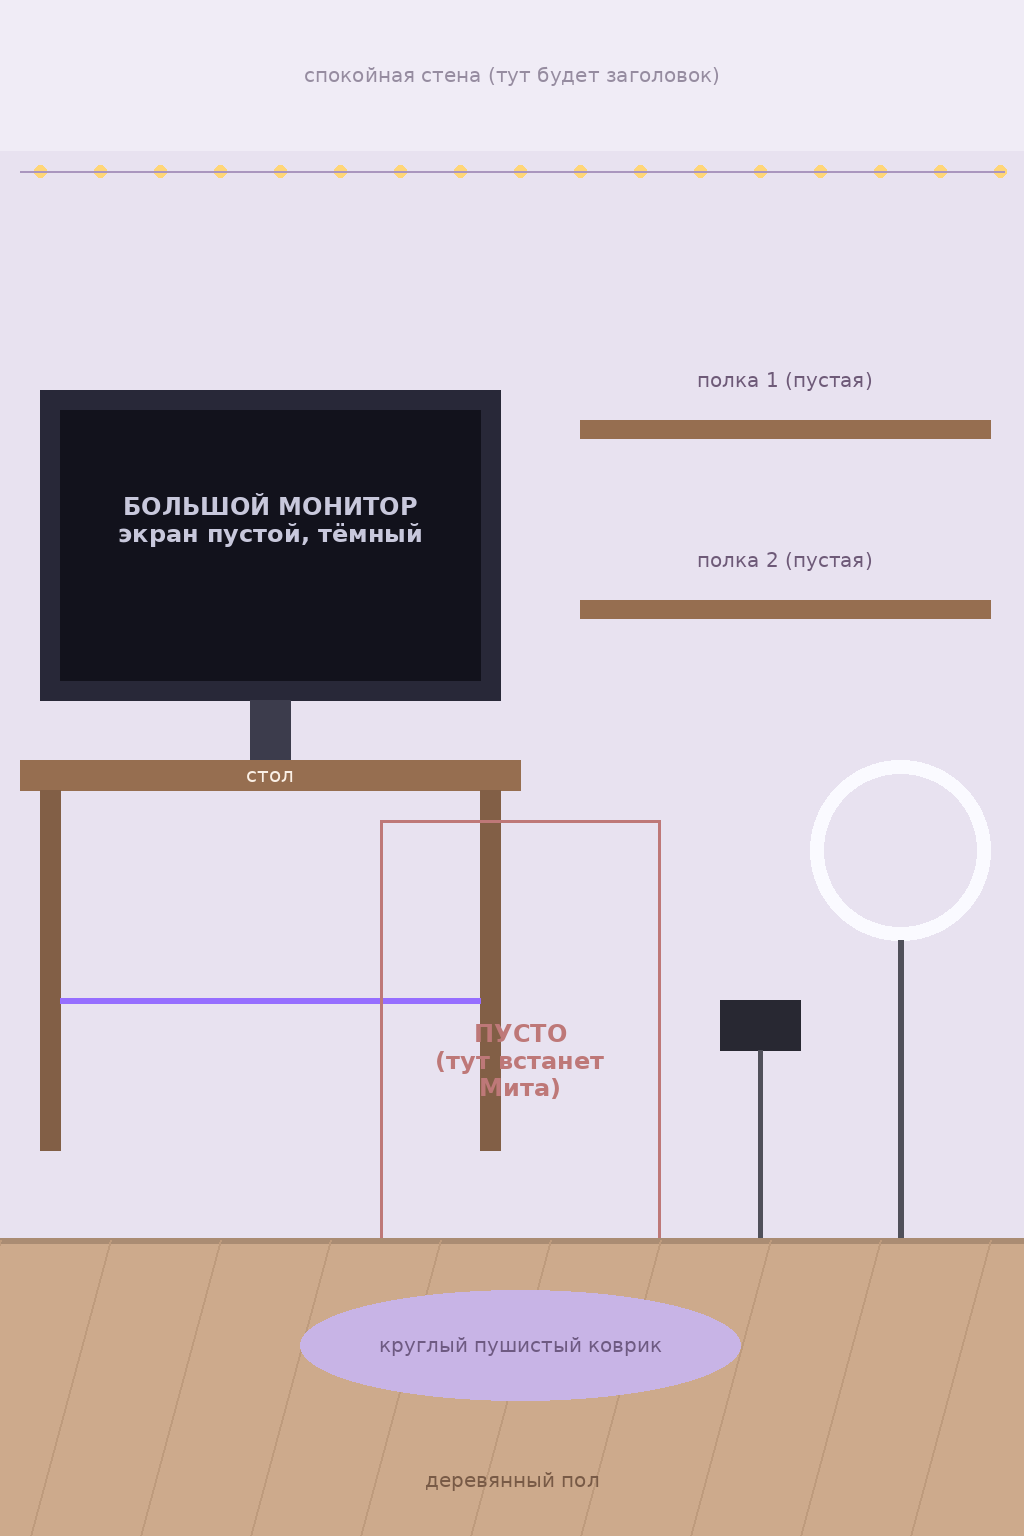 спокойная стена (тут будет заголовок)
полка 1 (пустая)
БОЛЬШОЙ МОНИТОР
экран пустой, тёмный
полка 2 (пустая)
стол
ПУСТО
(тут встанет
Мита)
круглый пушистый коврик
деревянный пол